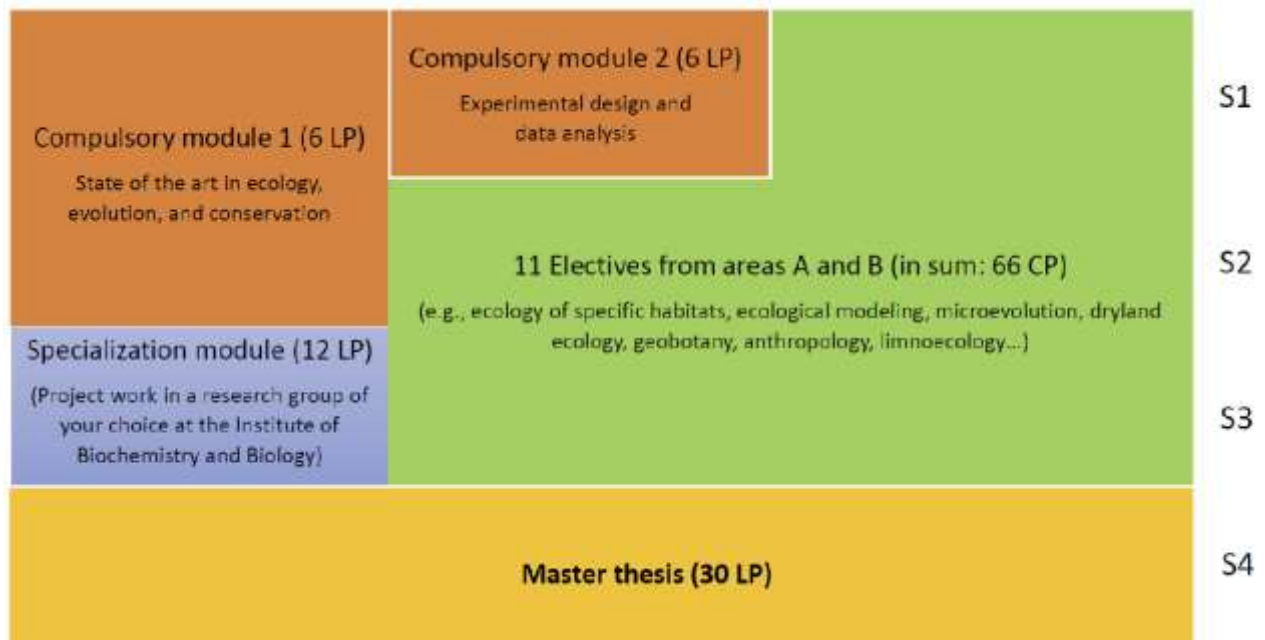 Compulsory module 1 (6 LP)
State of the art in ecology,
evolution, and conservation
Compulsory module 2 (6 LP)
Experimental design and
data analysis
S1
11 Electives from areas A and B (in sum: 66 CP)
(e.g., ecology of specific habitats, ecological modeling, microevolution, dryland
ecology, geobotany, anthropology, limnoecology...)
S2
Specialization module (12 LP)
(Project work in a research group of
your choice at the Institute of
Biochemistry and Biology)
S3
Master thesis (30 LP)
S4